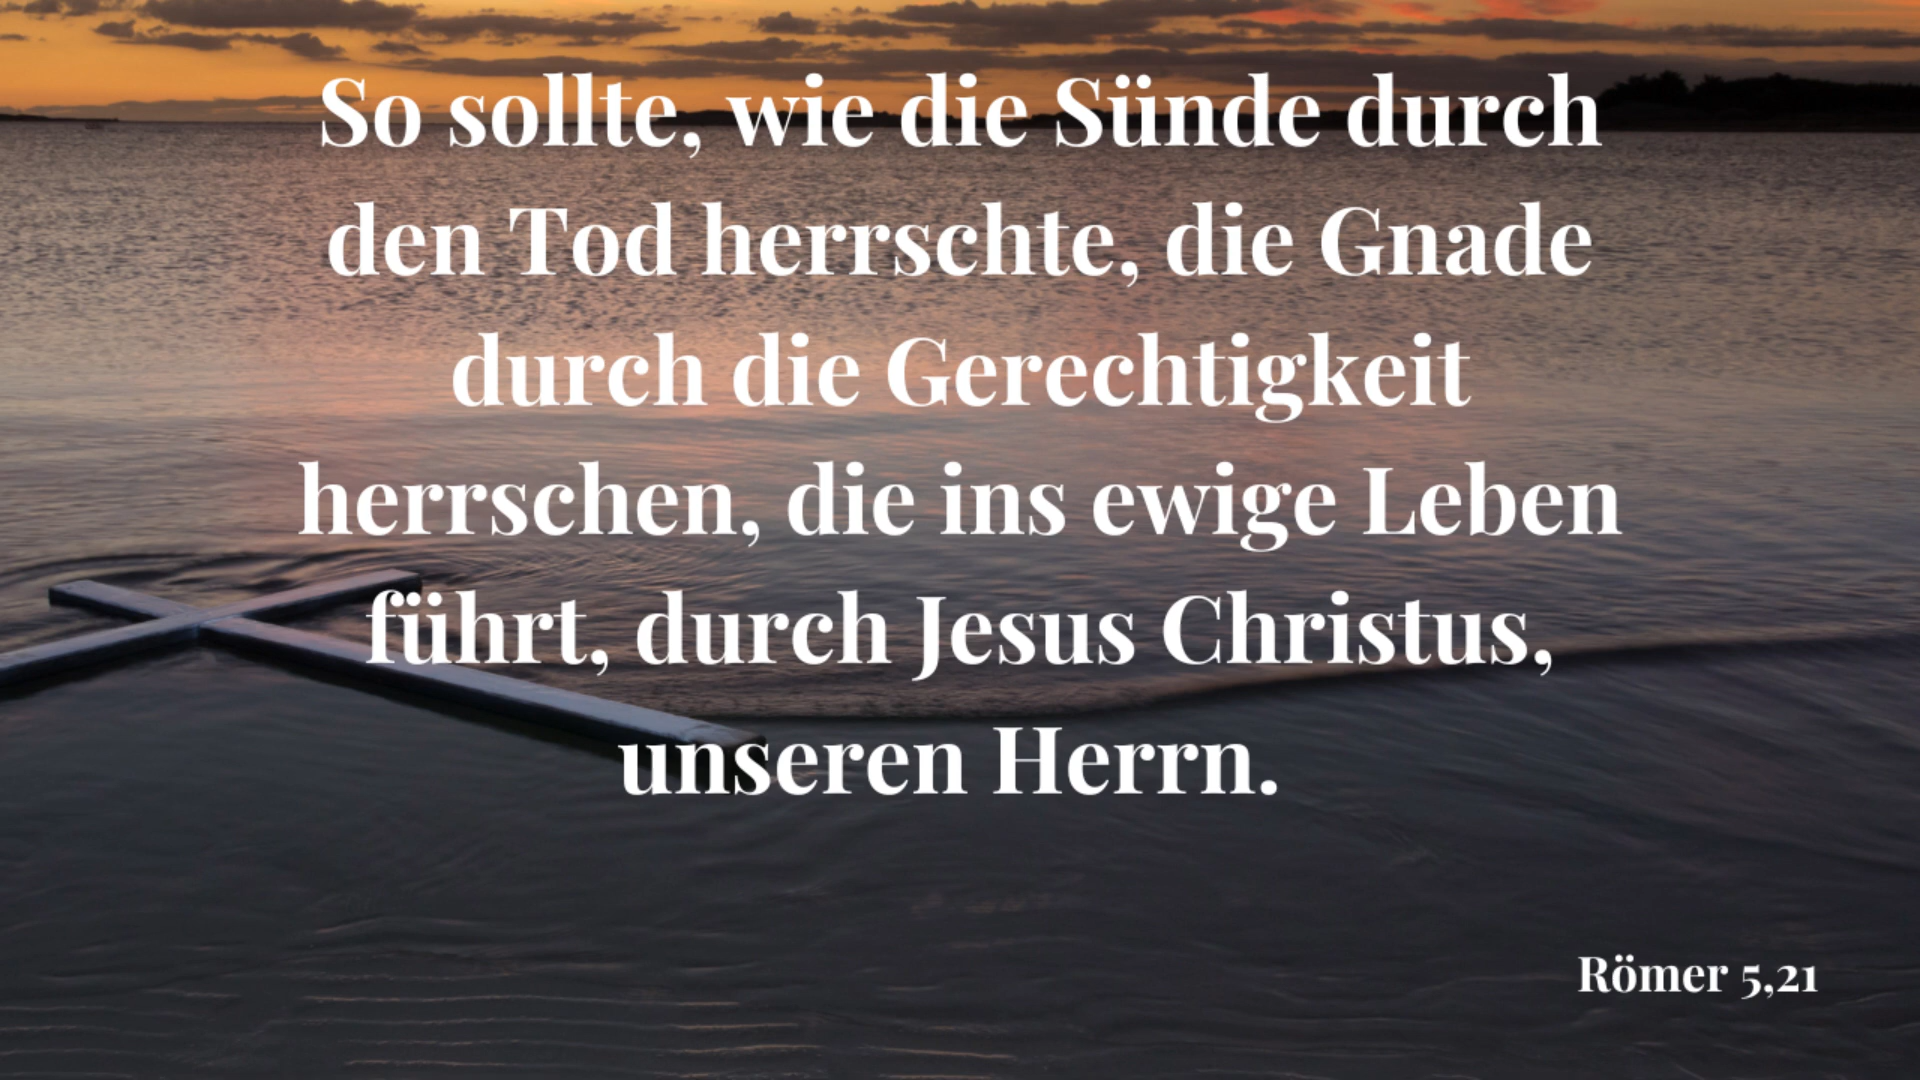 So sollte, wie die Sünde durch
den Tod herrschte, die Gnade
durch die Gerechtigkeit
herrschen, die ins ewige Leben
führt, durch Jesus Christus,
unseren Herrn.
Römer 5,21